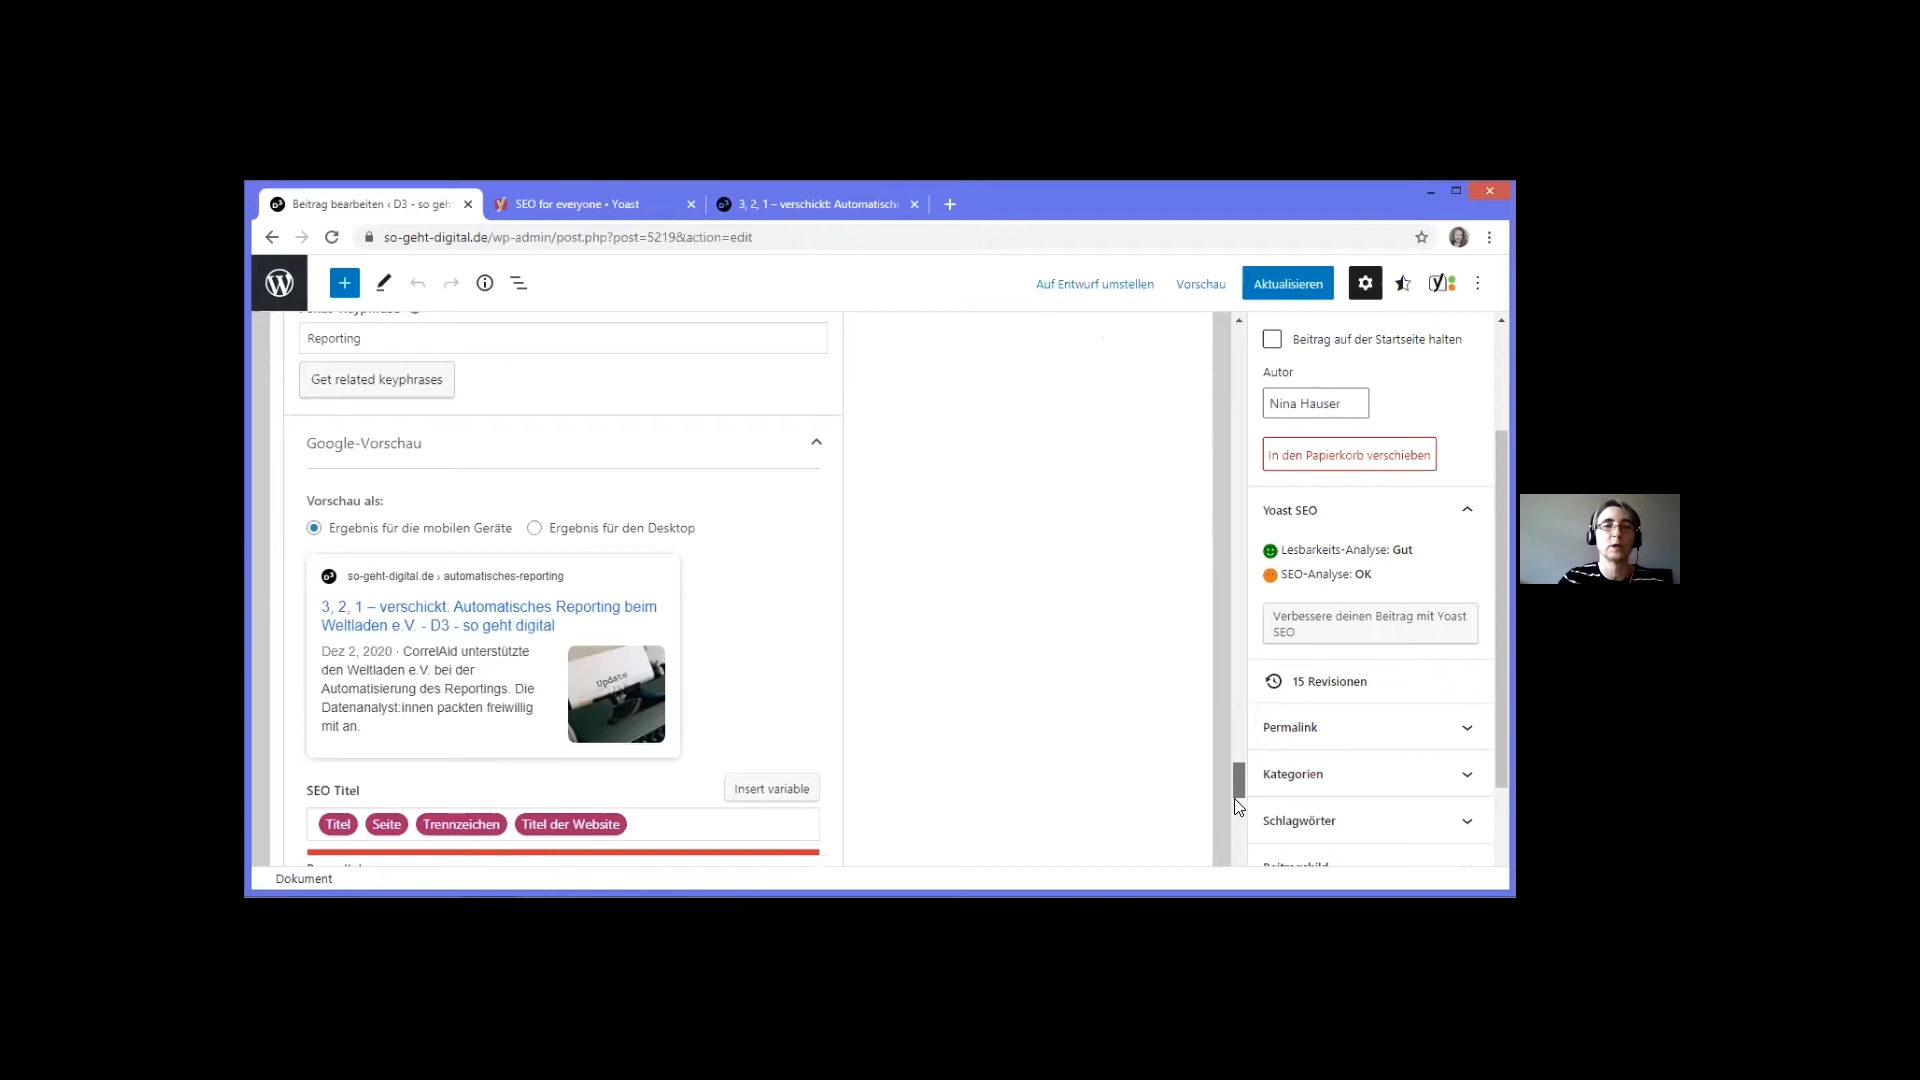 Beitrag bearbeiten ‹ D3 - so geh
SEO for everyone • Yoast
3, 2, 1 – verschickt: Automatisch
so-geht-digital.de/wp-admin/post.php?post=5219&action=edit
Auf Entwurf umstellen
Vorschau
Aktualisieren
Reporting
Get related keyphrases
Google-Vorschau
Vorschau als:
Ergebnis für die mobilen Geräte
Ergebnis für den Desktop
so-geht-digital.de › automatisches-reporting
3, 2, 1 – verschickt: Automatisches Reporting beim
Weltladen e.V. - D3 - so geht digital
Dez 2, 2020 · CorrelAid unterstützte
den Weltladen e.V. bei der
Automatisierung des Reportings. Die
Datenanalyst:innen packten freiwillig
mit an.
Update
SEO Titel
Insert variable
Titel
Seite
Trennzeichen
Titel der Website
Dokument
Beitrag auf der Startseite halten
Autor
Nina Hauser
In den Papierkorb verschieben
Yoast SEO
Lesbarkeits-Analyse: Gut
SEO-Analyse: OK
Verbessere deinen Beitrag mit Yoast
SEO
15 Revisionen
Permalink
Kategorien
Schlagwörter